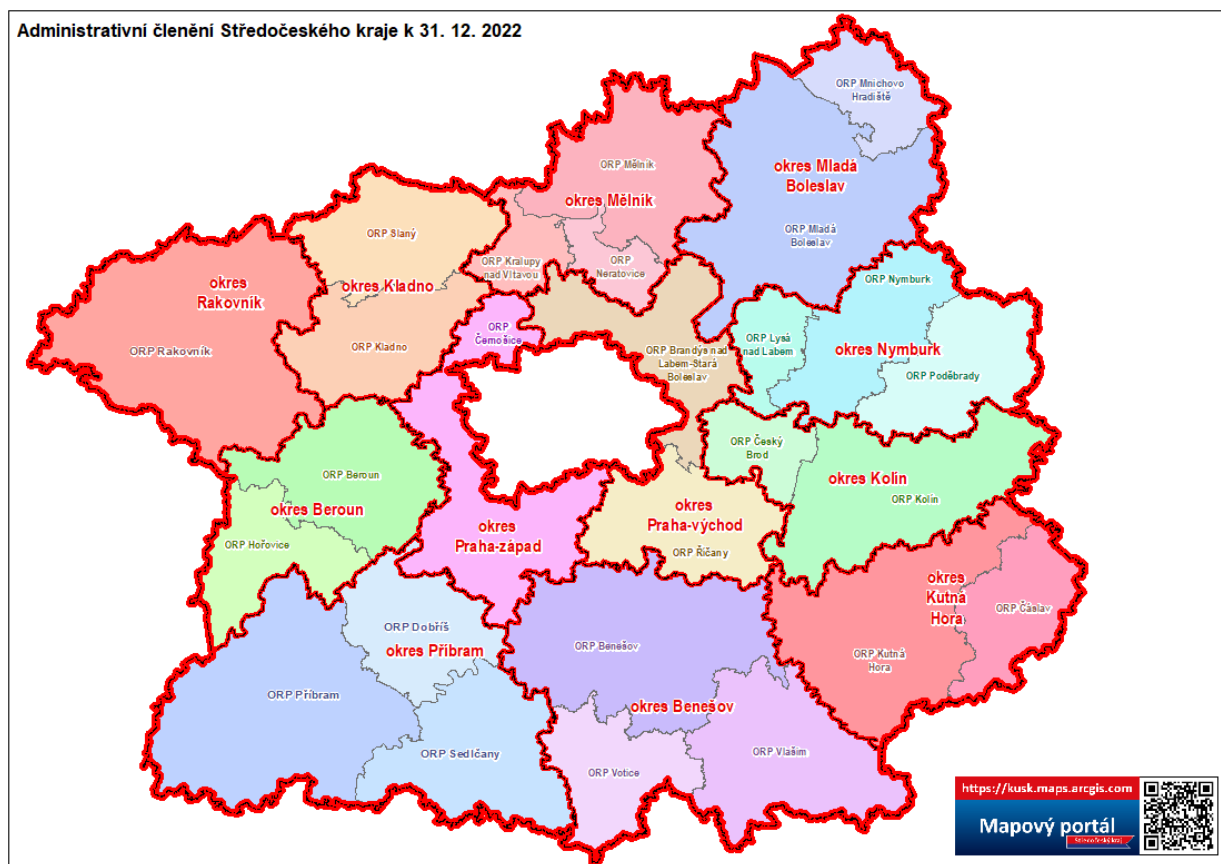 Administrativní členění Středočeského kraje k 31. 12. 2022
ORP Mnichovo
Hradiště
ORP Mělník
okres Mladá
Boleslav
okres Mělník
ORP Slaný
ORP Mladá
Boleslav
ORP Kralupy
nad Vltavou
ORP
Neratovice
okres
Rakovník
okres Kladno
ORP Nymburk
ORP
Černošice
ORP Rakovník
ORP Kladno
ORP Brandýs nad
Labem-Stará
Boleslav
ORP Lysá
nad Labem
okres Nymburk
ORP Poděbrady
ORP Český
Brod
ORP Beroun
okres Kolín
ORP Kolín
okres Beroun
okres
Praha-východ
okres
Praha-západ
ORP Hořovice
ORP Říčany
okres
Kutná
Hora
ORP Čáslav
ORP Dobříš
okres Příbram
ORP Benešov
ORP Kutná
Hora
ORP Příbram
okres Benešov
ORP Sedlčany
ORP Votice
ORP Vlašim
https://kusk.maps.arcgis.com
Mapový portál
Středočeský kraj